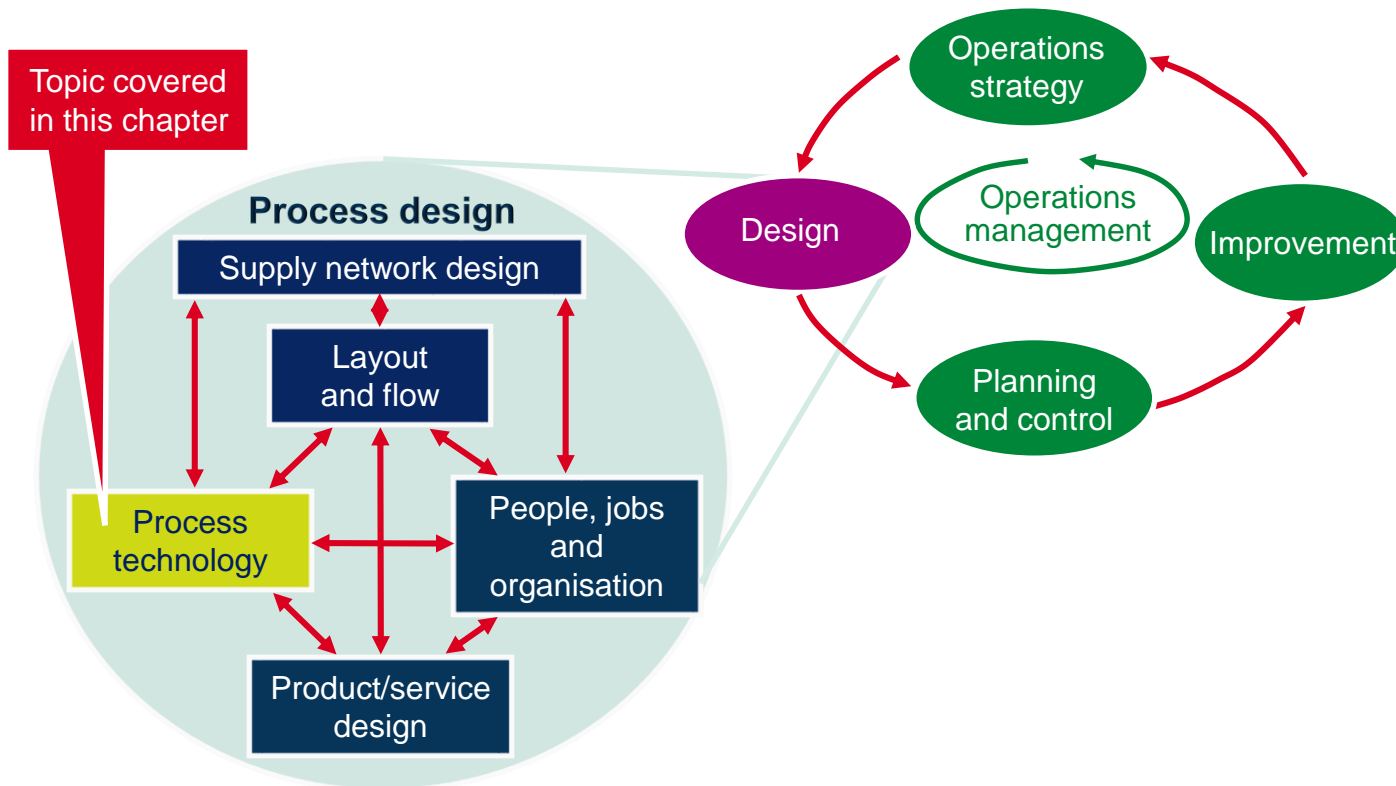 Topic covered
in this chapter
Process design
Supply network design
Layout
and flow
Process
technology
People, jobs
and
organisation
Product/service
design
Operations
strategy
Design
Operations
management
Improvement
Planning
and control